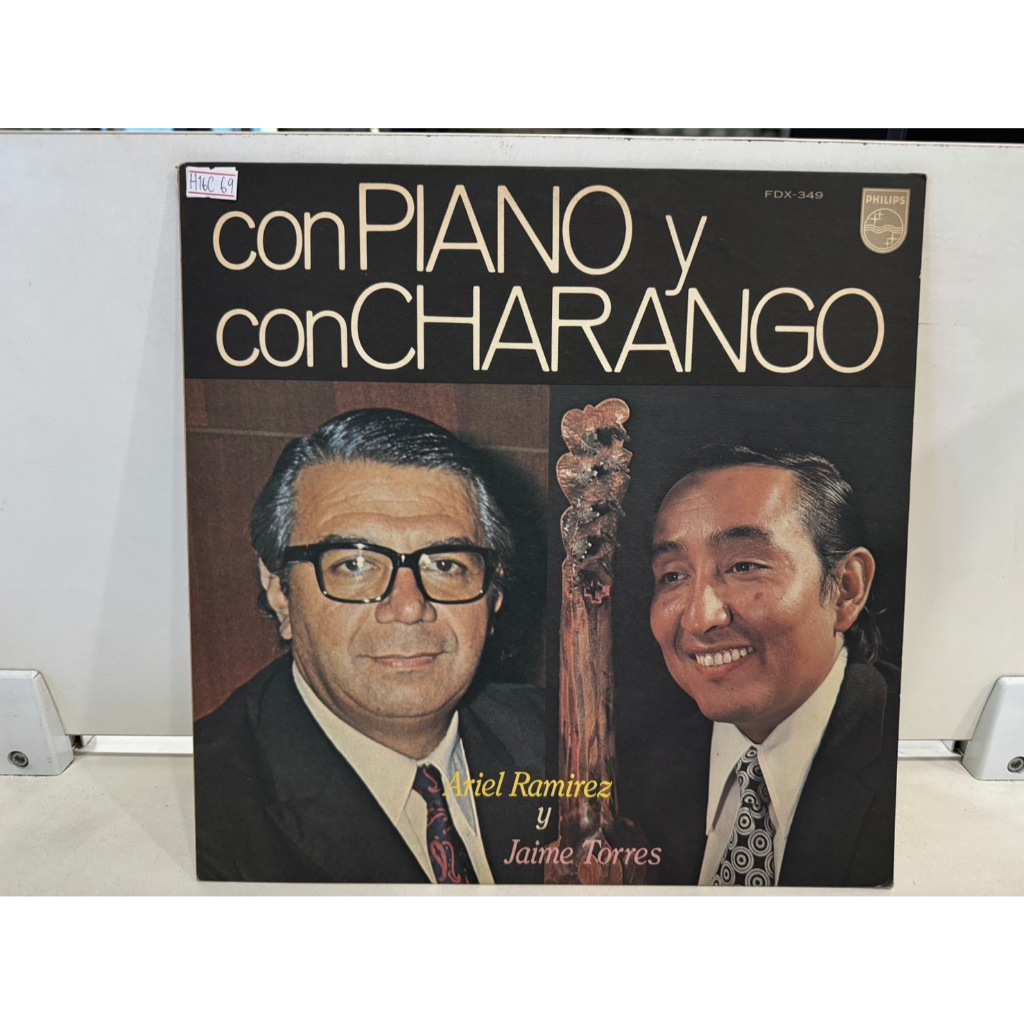 H16C 69
FDX-349
PHILIPS
con PIANO y
con CHARANGO
Ariel Ramirez
y
Jaime Torres